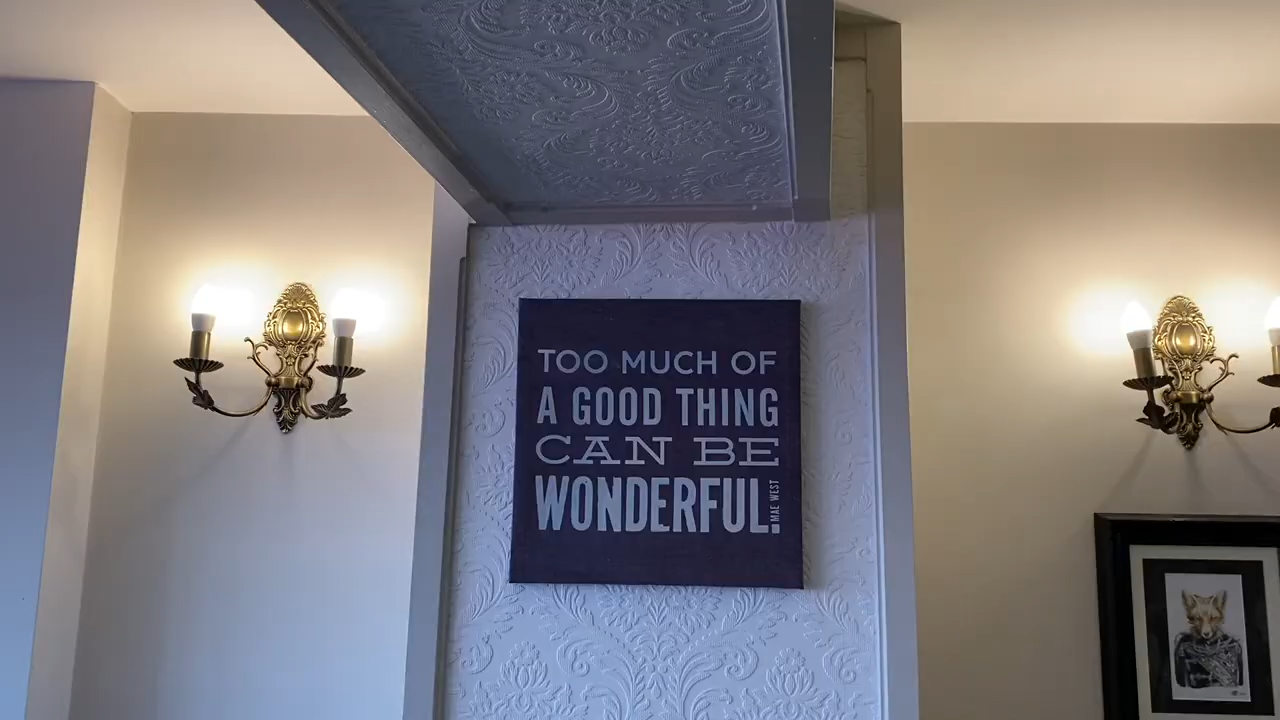 TOO MUCH OF
A GOOD THING
CAN BE
WONDERFUL.
MAE WEST